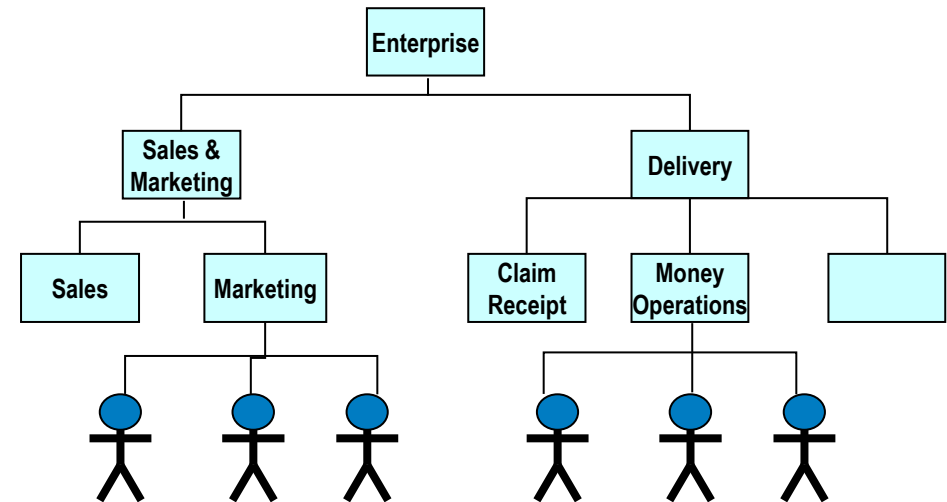 Enterprise
Sales &
Marketing
Delivery
Sales
Marketing
Claim
Receipt
Money
Operations